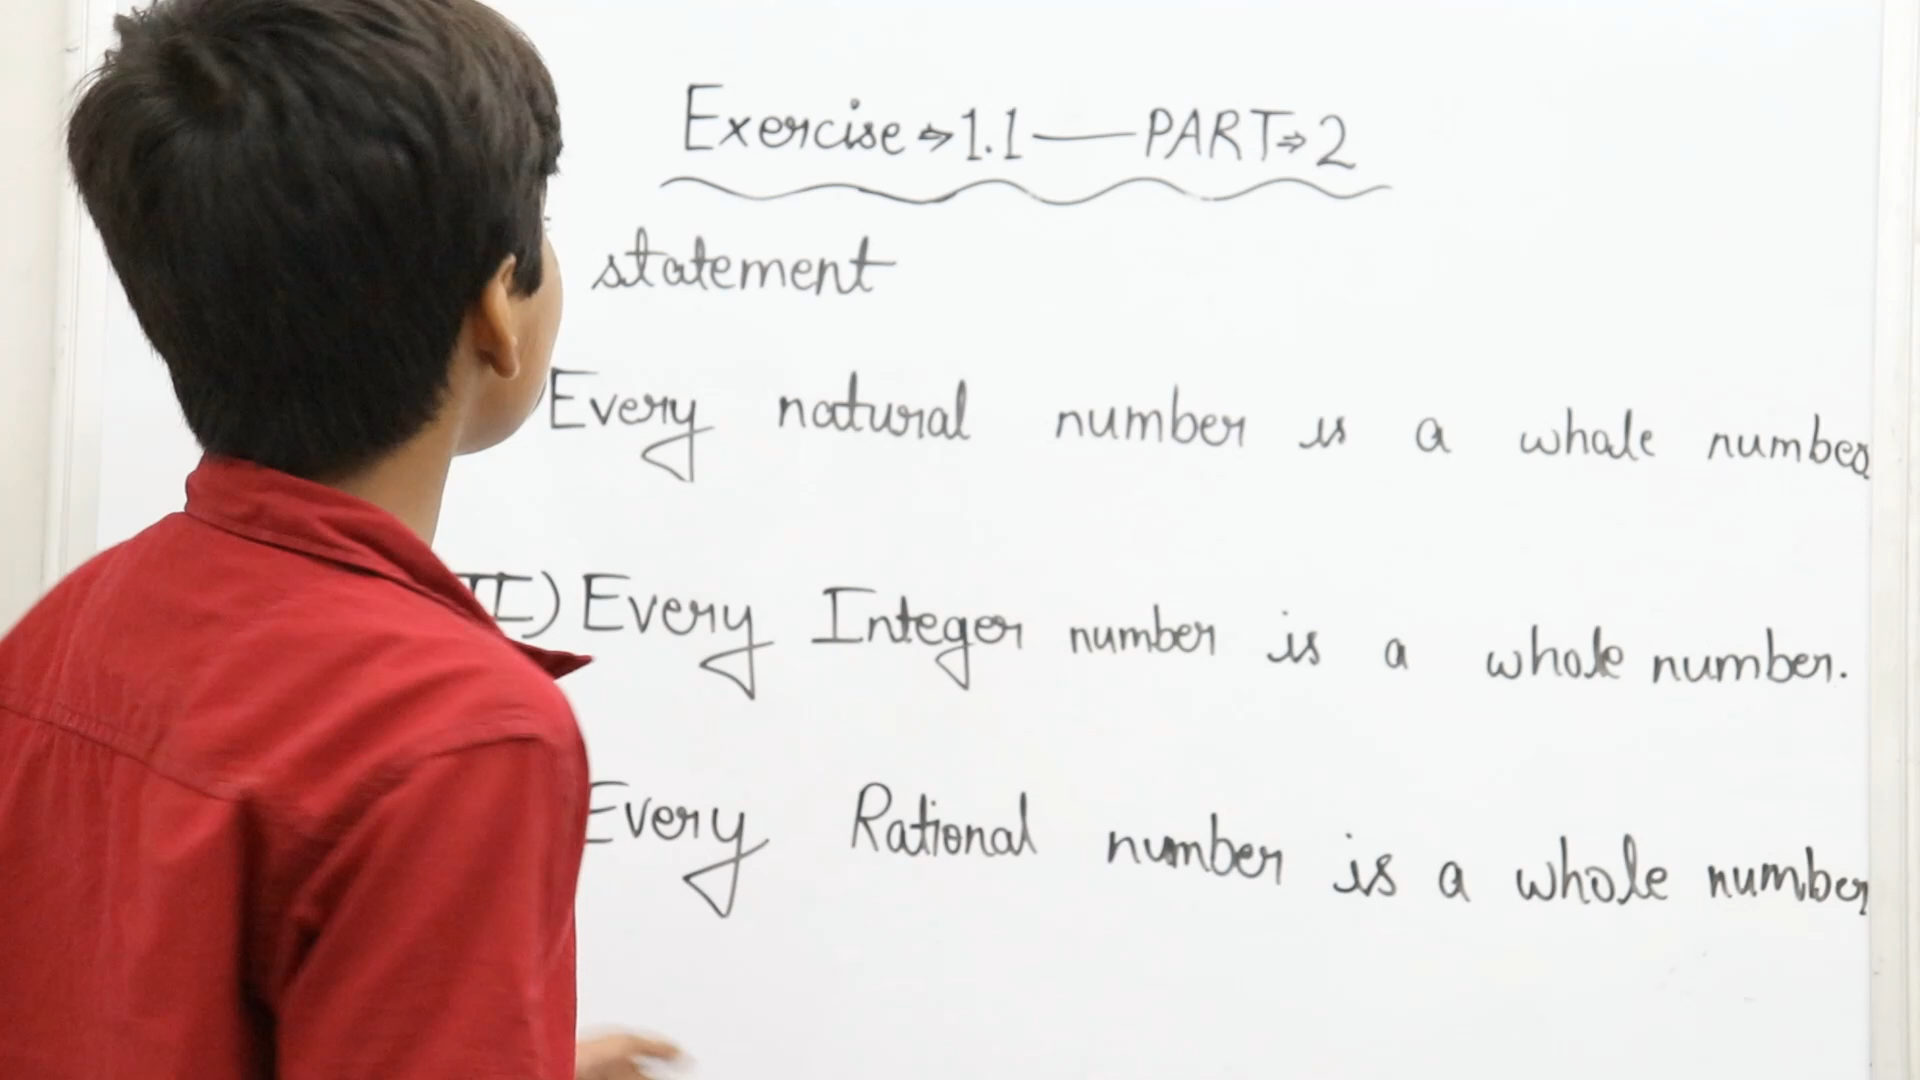 Exercise ⇒ 1.1 — PART ⇒ 2
statement
Every natural number is a whole number
II) Every Integer number is a whole number.
Every Rational number is a whole number